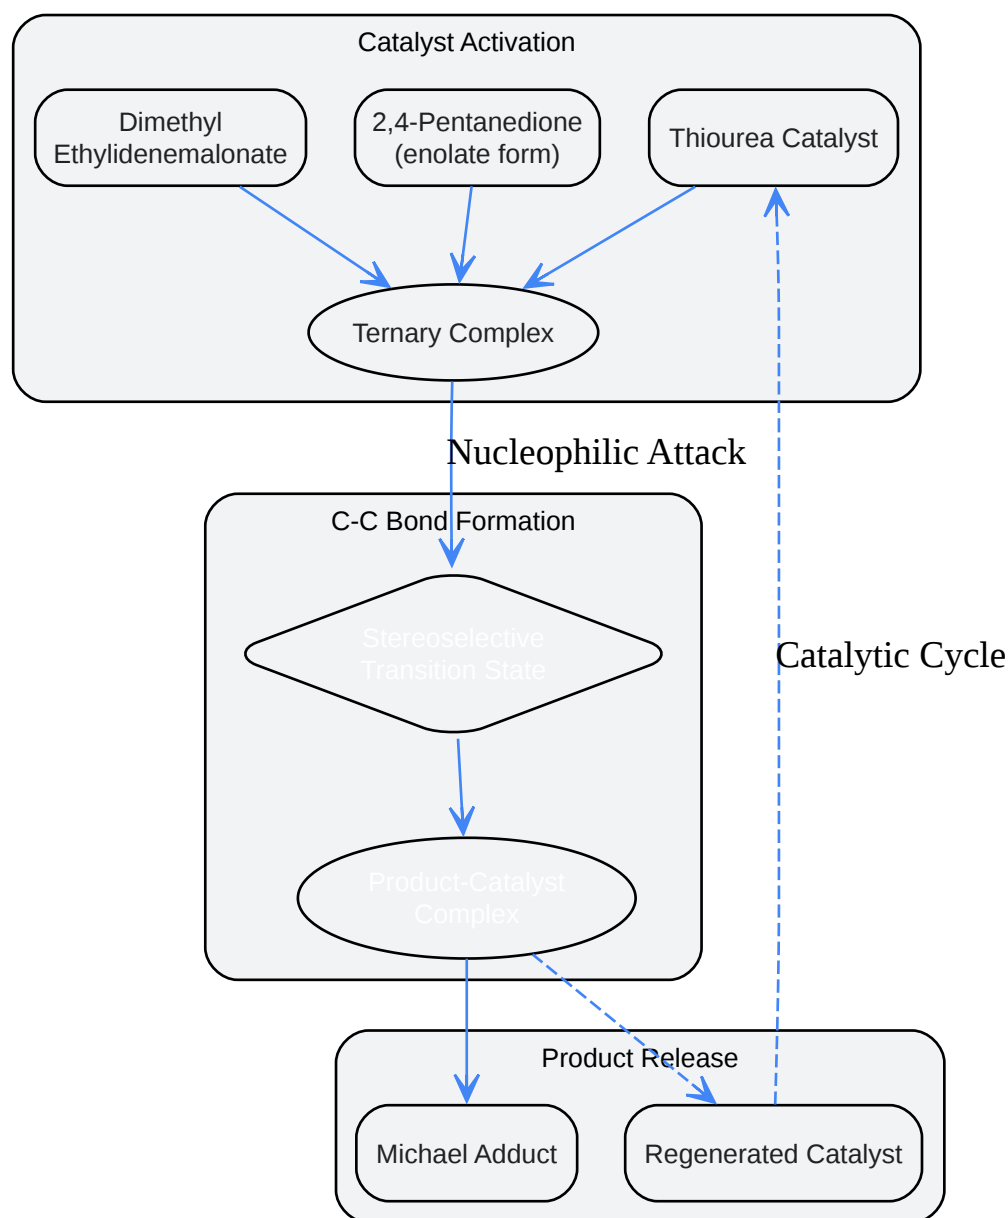 Catalyst Activation
Dimethyl
Ethylidenemalonate
2,4-Pentanedione
(enolate form)
Thiourea Catalyst
Ternary Complex
Nucleophilic Attack
C-C Bond Formation
Stereoselective
Transition State
Catalytic Cycle
Product-Catalyst
Complex
Product Release
Michael Adduct
Regenerated Catalyst